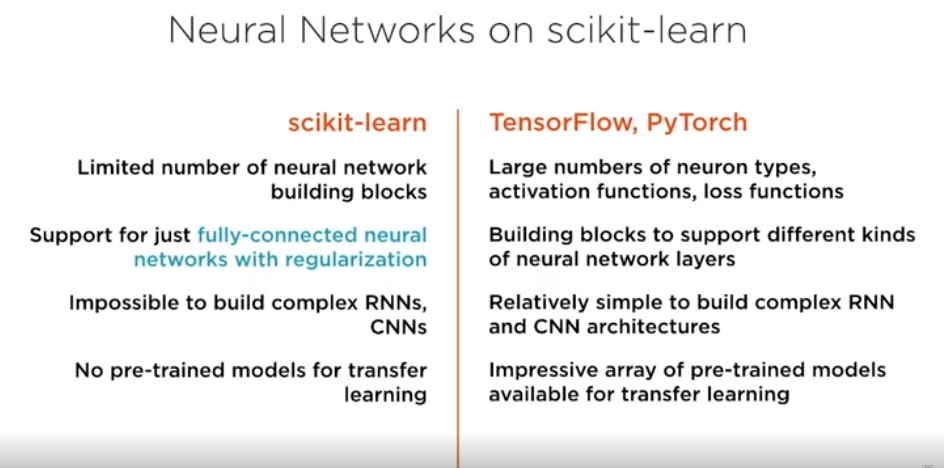 Neural Networks on scikit-learn
scikit-learn
Limited number of neural network
building blocks
Support for just fully-connected neural
networks with regularization
Impossible to build complex RNNs,
CNNs
No pre-trained models for transfer
learning
TensorFlow, PyTorch
Large numbers of neuron types,
activation functions, loss functions
Building blocks to support different kinds
of neural network layers
Relatively simple to build complex RNN
and CNN architectures
Impressive array of pre-trained models
available for transfer learning